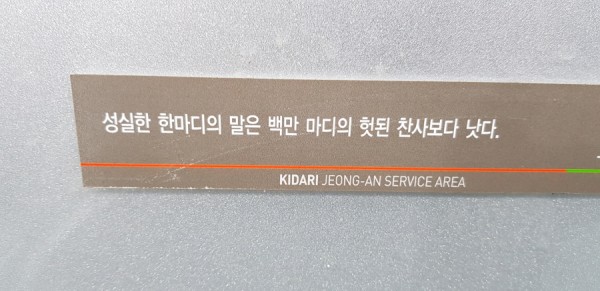 성실한 한마디의 말은 백만 마디의 헛된 찬사보다 낫다.
KIDARI JEONG-AN SERVICE AREA